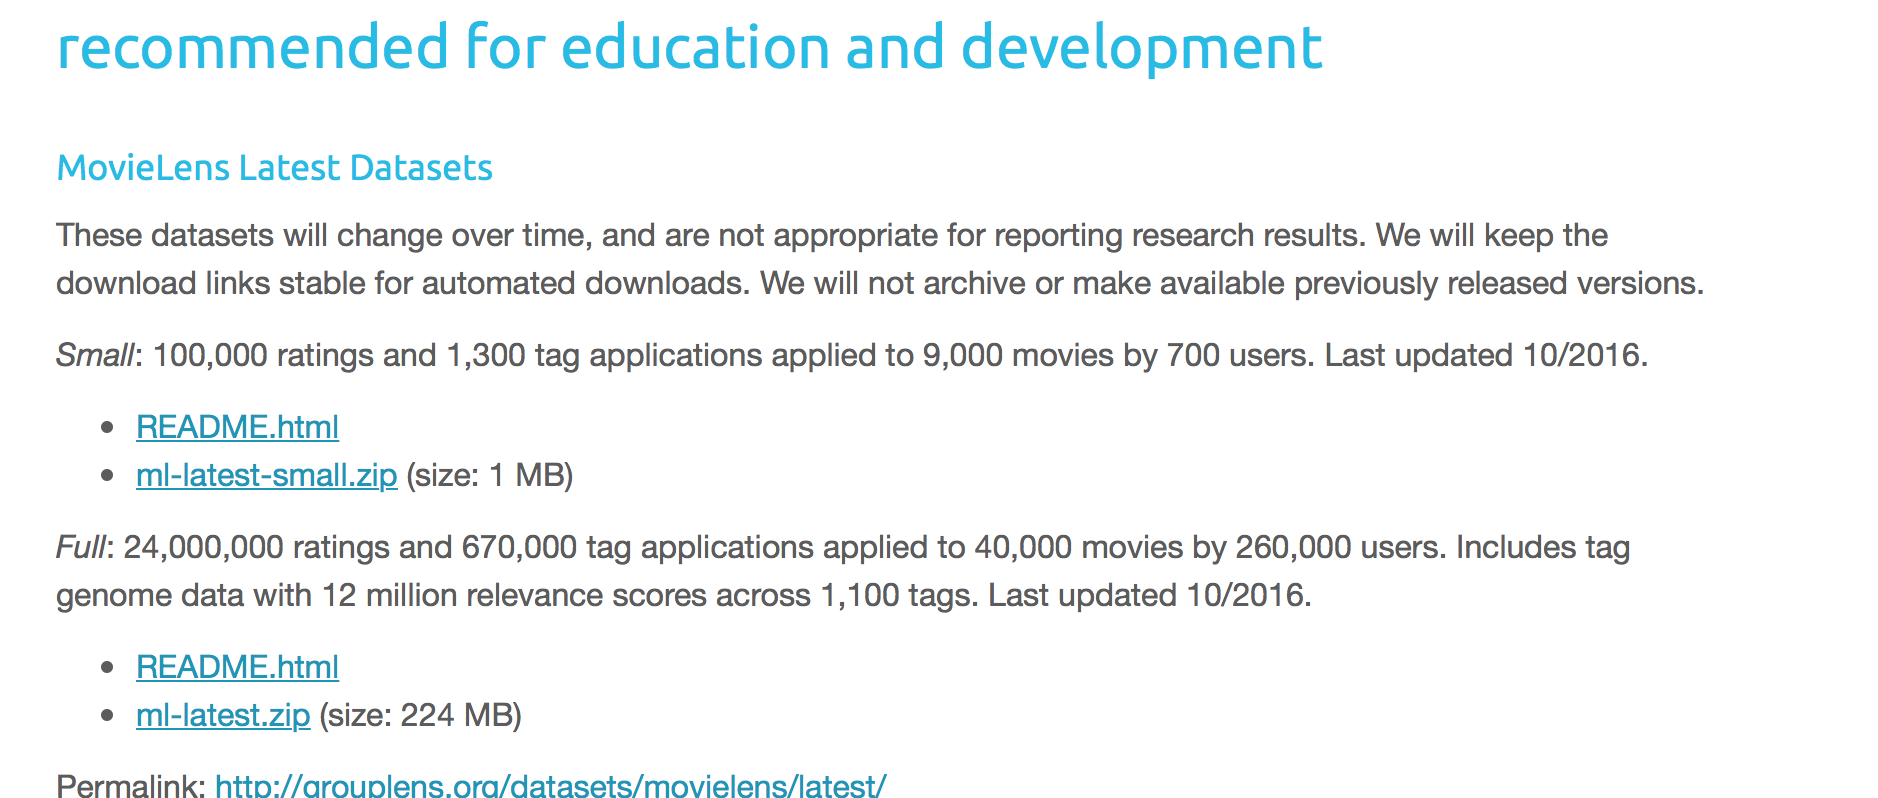 recommended for education and development
MovieLens Latest Datasets
These datasets will change over time, and are not appropriate for reporting research results. We will keep the
download links stable for automated downloads. We will not archive or make available previously released versions.
Small: 100,000 ratings and 1,300 tag applications applied to 9,000 movies by 700 users. Last updated 10/2016.
• README.html
• ml-latest-small.zip (size: 1 MB)
Full: 24,000,000 ratings and 670,000 tag applications applied to 40,000 movies by 260,000 users. Includes tag
genome data with 12 million relevance scores across 1,100 tags. Last updated 10/2016.
• README.html
• ml-latest.zip (size: 224 MB)
Permalink: http://grouplens.org/datasets/movielens/latest/